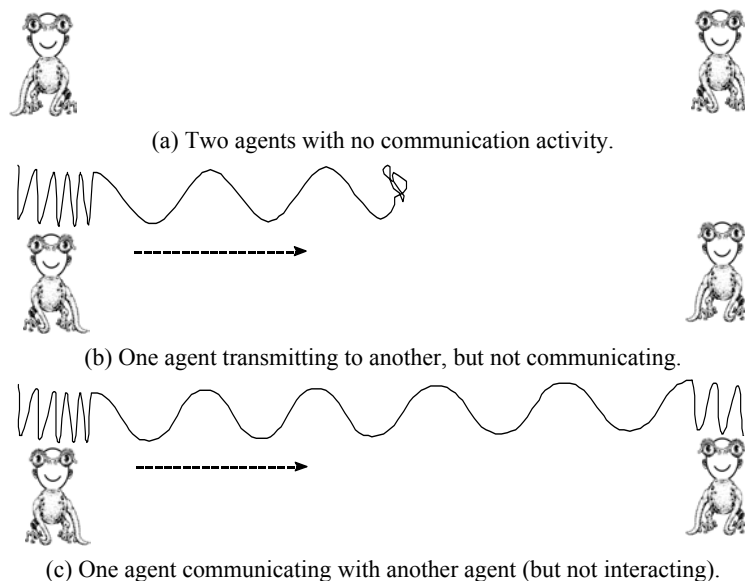 (a) Two agents with no communication activity.
(b) One agent transmitting to another, but not communicating.
(c) One agent communicating with another agent (but not interacting).